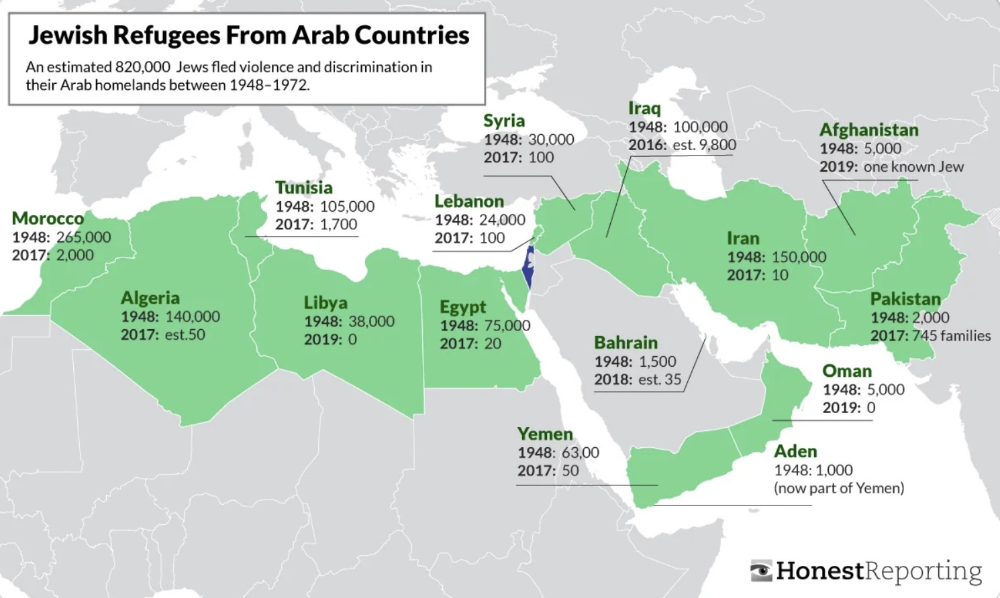 Jewish Refugees From Arab Countries
An estimated 820,000 Jews fled violence and discrimination in
their Arab homelands between 1948–1972.
Morocco
1948: 265,000
2017: 2,000
Algeria
1948: 140,000
2017: est.50
Tunisia
1948: 105,000
2017: 1,700
Libya
1948: 38,000
2019: 0
Egypt
1948: 75,000
2017: 20
Lebanon
1948: 24,000
2017: 100
Syria
1948: 30,000
2017: 100
Iraq
1948: 100,000
2016: est. 9,800
Iran
1948: 150,000
2017: 10
Afghanistan
1948: 5,000
2019: one known Jew
Pakistan
1948: 2,000
2017: 745 families
Bahrain
1948: 1,500
2018: est. 35
Oman
1948: 5,000
2019: 0
Yemen
1948: 63,00
2017: 50
Aden
1948: 1,000
(now part of Yemen)
HonestReporting